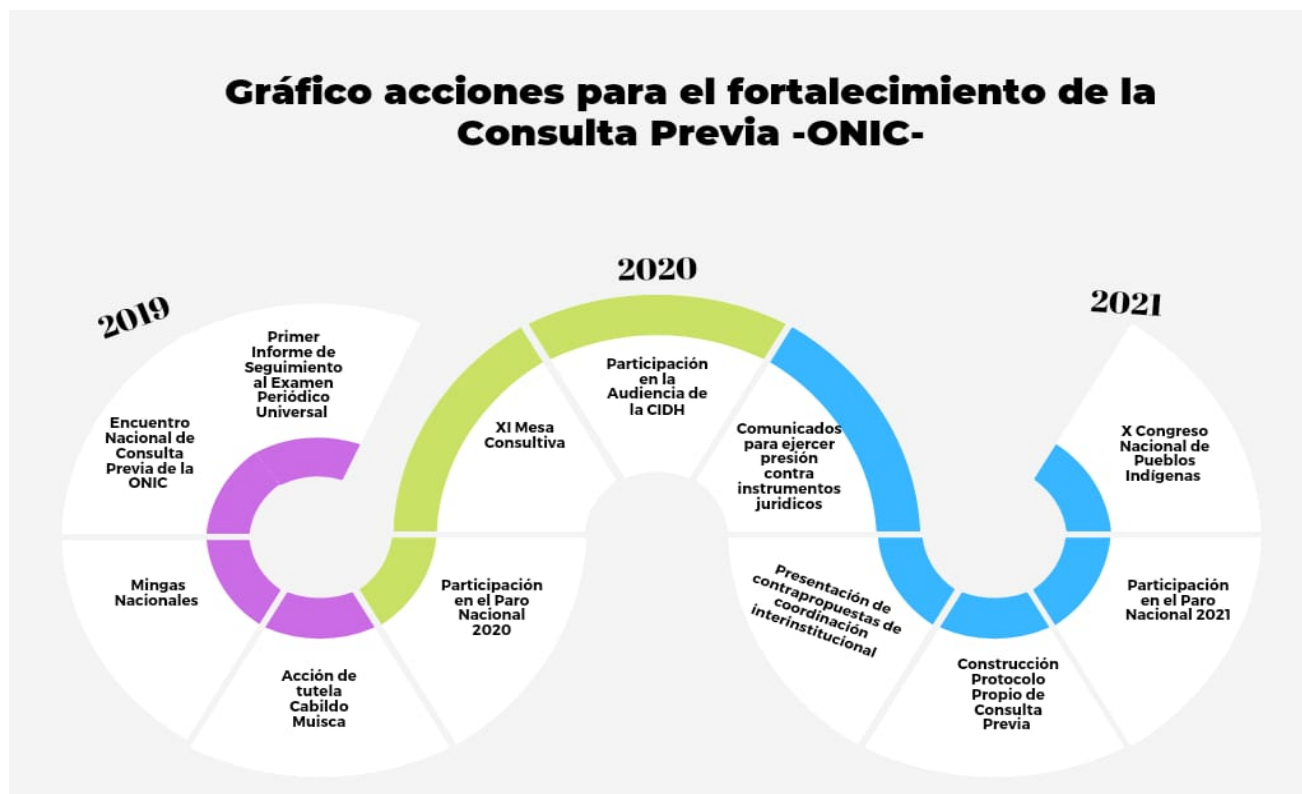 Gráfico acciones para el fortalecimiento de la
Consulta Previa -ONIC-
2019
Primer
Informe de
Seguimiento
al Examen
Periódico
Universal
Encuentro
Nacional de
Consulta
Previa de la
ONIC
Mingas
Nacionales
Acción de
tutela
Cabildo
Muisca
2020
Participación
en el Paro
Nacional
2020
XI Mesa
Consultiva
Participación
en la
Audiencia de
la CIDH
Comunicados
para ejercer
presión
contra
instrumentos
juridicos
2021
Presentación de
contrapropuestas de
coordinación
interinstitucional
Construcción
Protocolo
Propio de
Consulta
Previa
Participación
en el Paro
Nacional 2021
X Congreso
Nacional de
Pueblos
Indígenas